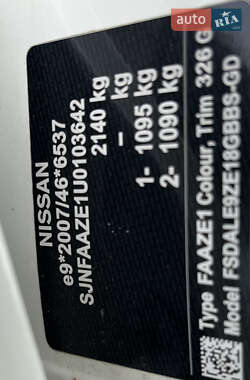 auto
RIA
.com
NISSAN
e9*2007/46*6537
SJNFAAZE1U0103642
2140 kg
– kg
1- 1095 kg
2- 1090 kg
Type FAAZE1 Colour, Trim 326 G
Model FSDALE9ZE18GBBS-GD